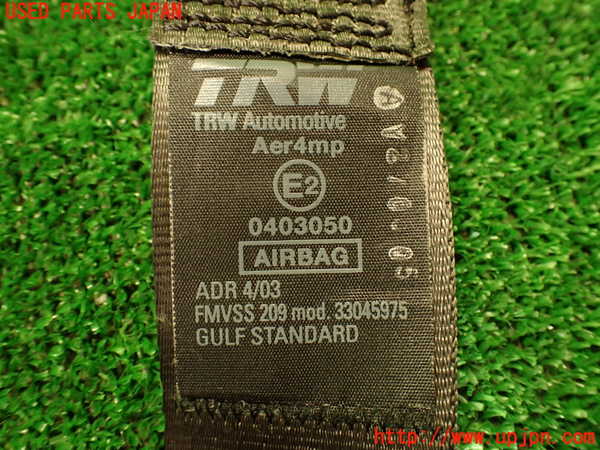 USED PARTS JAPAN
TRW
TRW Automotive
Aer4mp
E2
0403050
AIRBAG
ADR 4/03
FMVSS 209 mod. 33045975
GULF STANDARD
http://www.upjpn.com/